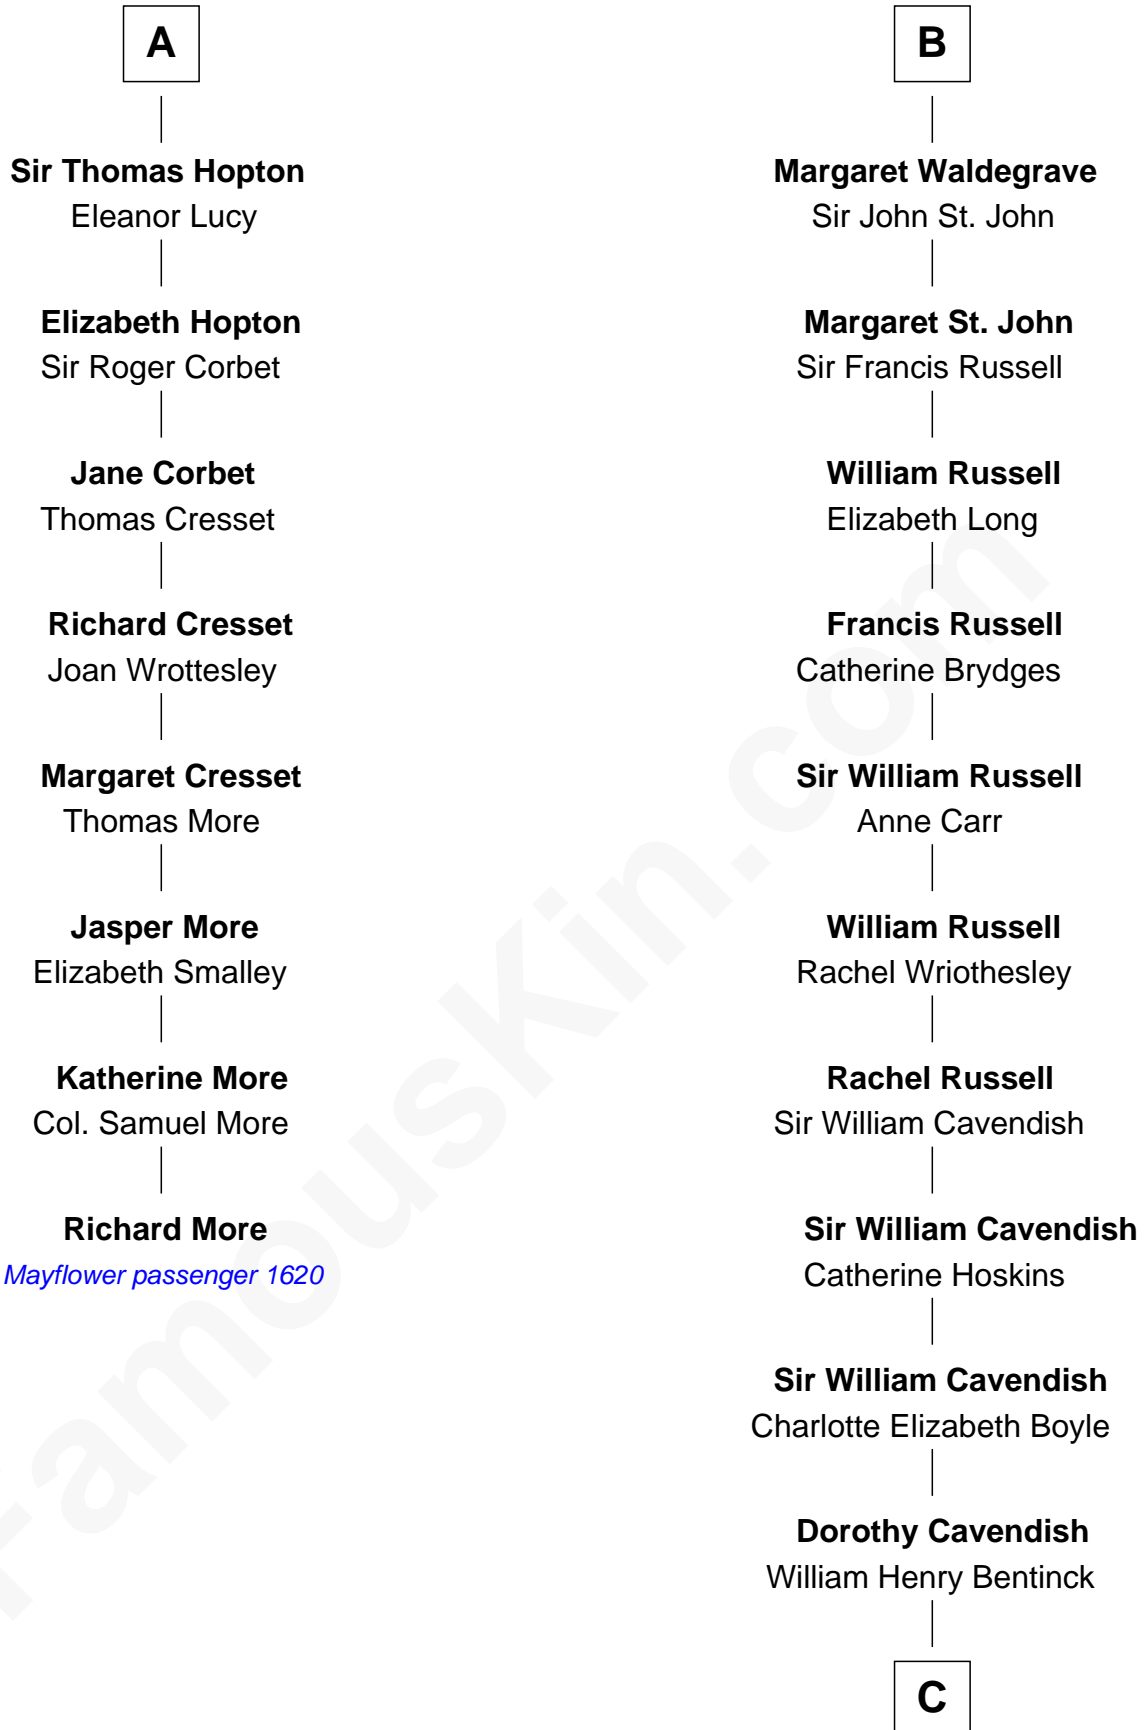 A
Sir Thomas Hopton
Eleanor Lucy
Elizabeth Hopton
Sir Roger Corbet
Jane Corbet
Thomas Cresset
Richard Cresset
Joan Wrottesley
Margaret Cresset
Thomas More
Jasper More
Elizabeth Smalley
Katherine More
Col. Samuel More
Richard More
Mayflower passenger 1620
B
Margaret Waldegrave
Sir John St. John
Margaret St. John
Sir Francis Russell
William Russell
Elizabeth Long
Francis Russell
Catherine Brydges
Sir William Russell
Anne Carr
William Russell
Rachel Wriothesley
Rachel Russell
Sir William Cavendish
Sir William Cavendish
Catherine Hoskins
Sir William Cavendish
Charlotte Elizabeth Boyle
Dorothy Cavendish
William Henry Bentinck
C
FamousKin.com